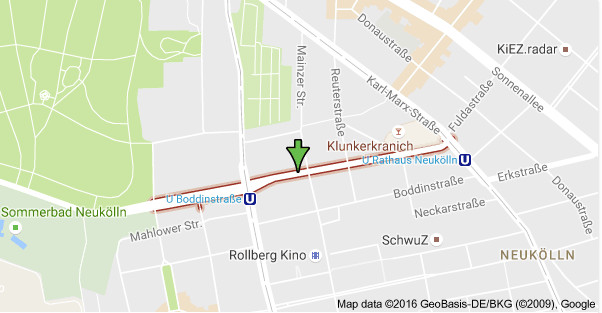 Donaustraße
KiEZ.radar
Mainzer Str.
Reuterstraße
Karl-Marx-Straße
Sonnenallee
Fuldastraße
Klunkerkranich
U Rathaus Neukölln
U
Erkstraße
Donaustraße
U Boddinstraße
U
Boddinstraße
Neckarstraße
Sommerbad Neukölln
Mahlower Str.
SchwuZ
Rollberg Kino
NEUKÖLLN
Map data ©2016 GeoBasis-DE/BKG (©2009), Google